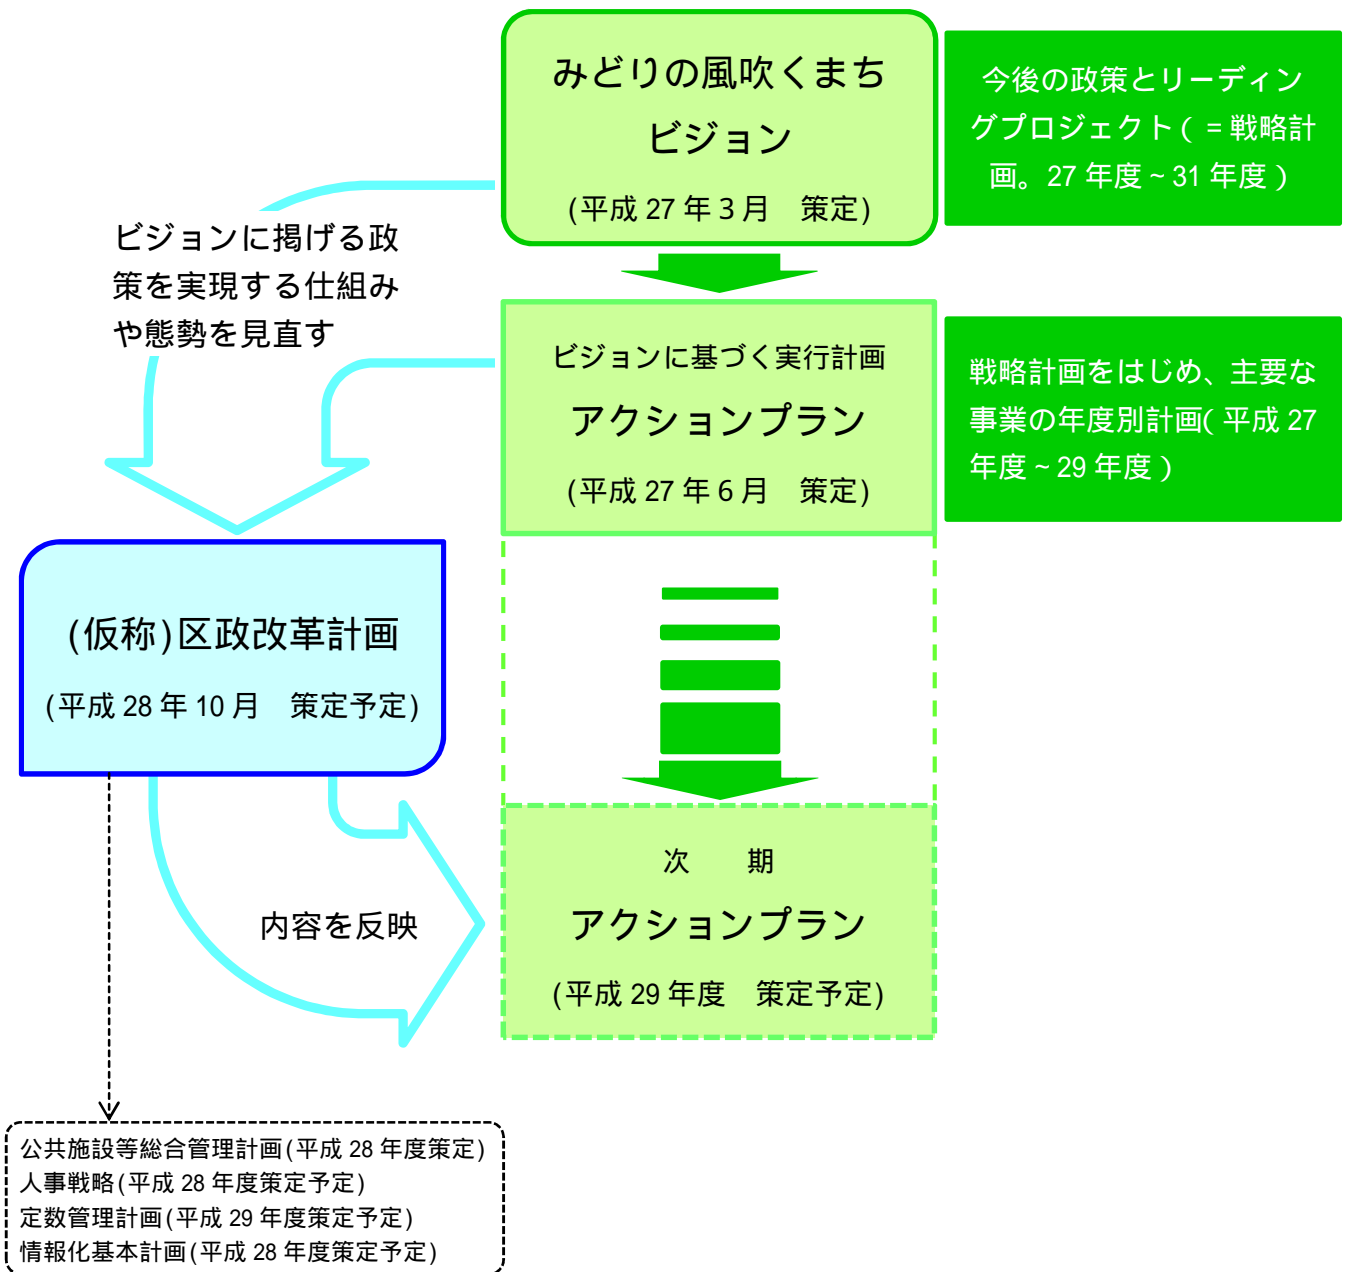 みどりの風吹くまち
ビジョン
(平成 27 年 3 月　策定)
今後の政策とリーディン
グプロジェクト（ = 戦略計
画。27 年度 ~ 31 年度 ）
ビジョンに掲げる政
策を実現する仕組み
や態勢を見直す
ビジョンに基づく実行計画
アクションプラン
(平成 27 年 6 月　策定)
戦略計画をはじめ、主要な
事業の年度別計画( 平成 27
年度 ~ 29 年度 ）
(仮称)区政改革計画
(平成 28 年 10 月　策定予定)
次　　期
アクションプラン
(平成 29 年度　策定予定)
内容を反映
公共施設等総合管理計画(平成 28 年度策定)
人事戦略(平成 28 年度策定予定)
定数管理計画(平成 29 年度策定予定)
情報化基本計画(平成 28 年度策定予定)